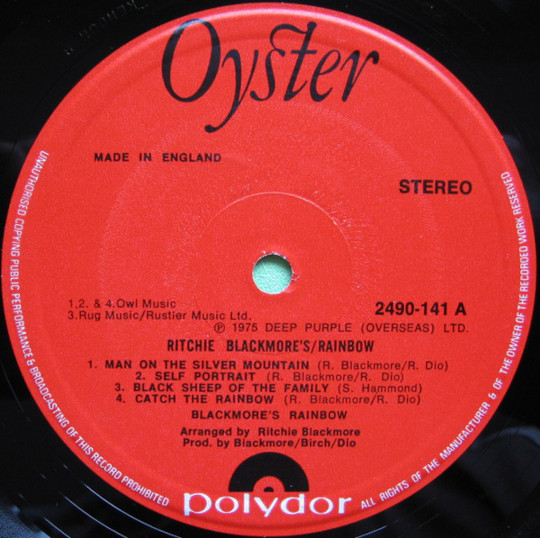 Oyster
MADE IN ENGLAND
STEREO
1,2. & 4.Owl Music
3.Rug Music/Rustier Music Ltd.
2490-141 A
Ⓟ 1975 DEEP PURPLE (OVERSEAS) LTD.
RITCHIE BLACKMORE'S/RAINBOW
1. MAN ON THE SILVER MOUNTAIN (R. Blackmore/R. Dio)
2. SELF PORTRAIT (R. Blackmore/R. Dio)
3. BLACK SHEEP OF THE FAMILY (S. Hammond)
4. CATCH THE RAINBOW (R. Blackmore/R. Dio)
BLACKMORE'S RAINBOW
Arranged by Ritchie Blackmore
Prod. by Blackmore/Birch/Dio
polydor
ALL RIGHTS OF THE MANUFACTURER & OF THE OWNER OF THE RECORDED WORK RESERVED
UNAUTHORISED COPYING PUBLIC PERFORMANCE & BROADCASTING OF THIS RECORD PROHIBITED